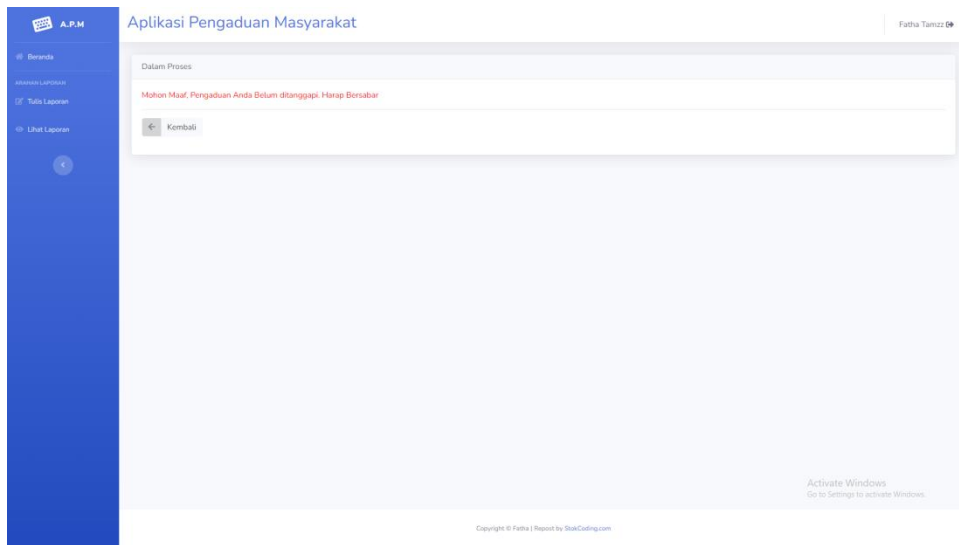 A.P.M
Aplikasi Pengaduan Masyarakat
Fatha Tamzz
Beranda
Dalam Proses
Mohon Maaf, Pengaduan Anda Belum ditanggapi. Harap Bersabar
LAPORAN
Tulis Laporan
Lihat Laporan
Kembali
Activate Windows
Go to Settings to activate Windows.
Copyright © Fatha | Repost by StokCoding.com